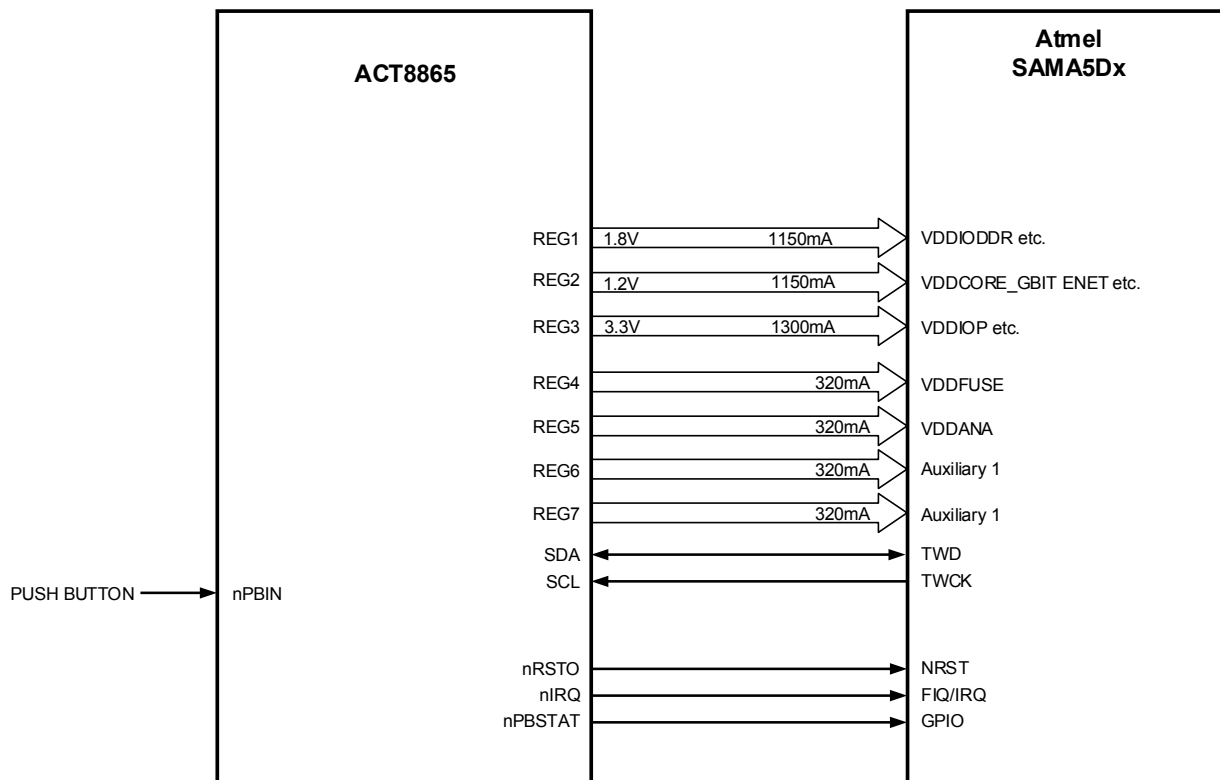 ACT8865
Atmel
SAMA5Dx
REG1 1.8V 1150mA VDDIODDR etc.
REG2 1.2V 1150mA VDDCORE_GBIT ENET etc.
REG3 3.3V 1300mA VDDIOP etc.
REG4 320mA VDDFUSE
REG5 320mA VDDANA
REG6 320mA Auxiliary 1
REG7 320mA Auxiliary 1
SDA TWD
SCL TWCK
PUSH BUTTON nPBIN
nRSTO NRST
nIRQ FIQ/IRQ
nPBSTAT GPIO